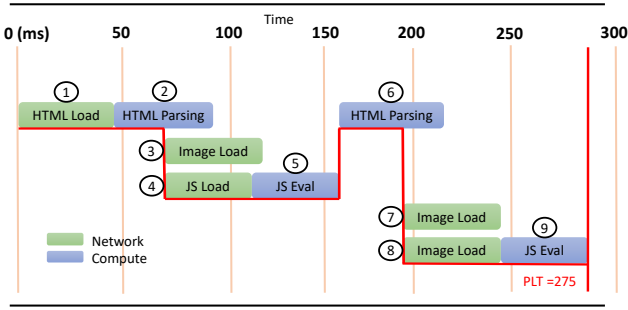 Time
0 (ms) 50 100 150 200 250 300
1 2 6
HTML Load HTML Parsing HTML Parsing
3 Image Load 5
4 JS Load JS Eval
7 Image Load 9
8 Image Load JS Eval
Network
Compute
PLT =275